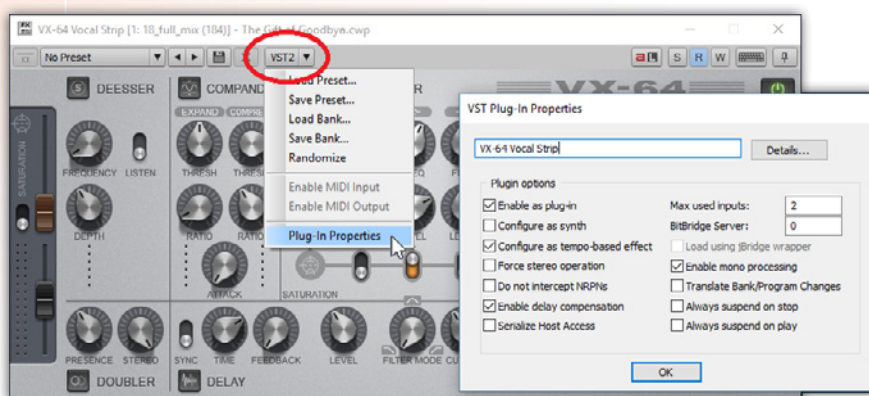 VX-64 Vocal Strip [1: 18_full_mix (184)] - The Gift of Goodbye.cwp
No Preset
VST2
S R W
DEESSER
COMPAND
VX-64
EXPAND
FREQUENCY LISTEN
THRESH
SATURATION
DEPTH
RATIO RATIO
ATTACK
SATURATION
PRESENCE STEREO
SYNC TIME FEEDBACK
LEVEL
FILTER MODE
DOUBLER
DELAY
Load Preset...
Save Preset...
Load Bank...
Save Bank...
Randomize
Enable MIDI Input
Enable MIDI Output
Plug-In Properties
VST Plug-In Properties
VX-64 Vocal Strip
Details...
Plugin options
Enable as plug-in
Configure as synth
Configure as tempo-based effect
Force stereo operation
Do not intercept NRPNs
Enable delay compensation
Serialize Host Access
Max used inputs: 2
BitBridge Server: 0
Load using jBridge wrapper
Enable mono processing
Translate Bank/Program Changes
Always suspend on stop
Always suspend on play
OK